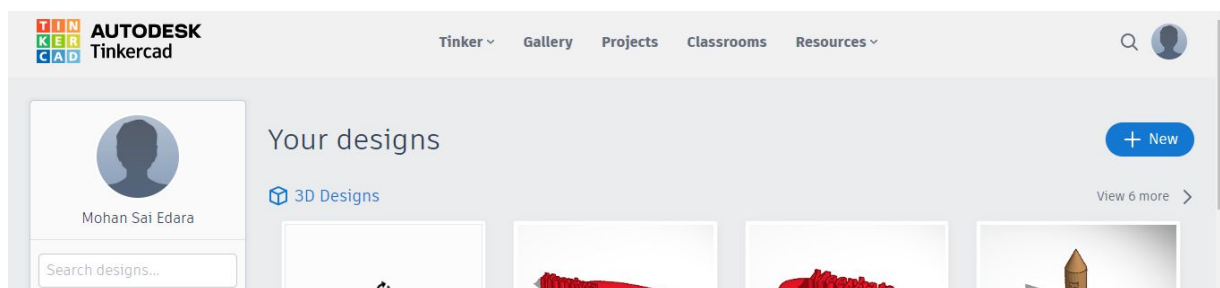 TIN
KER
CAD
AUTODESK
Tinkercad
Tinker Gallery Projects Classrooms Resources
Your designs
+ New
3D Designs
View 6 more
Mohan Sai Edara
Search designs...